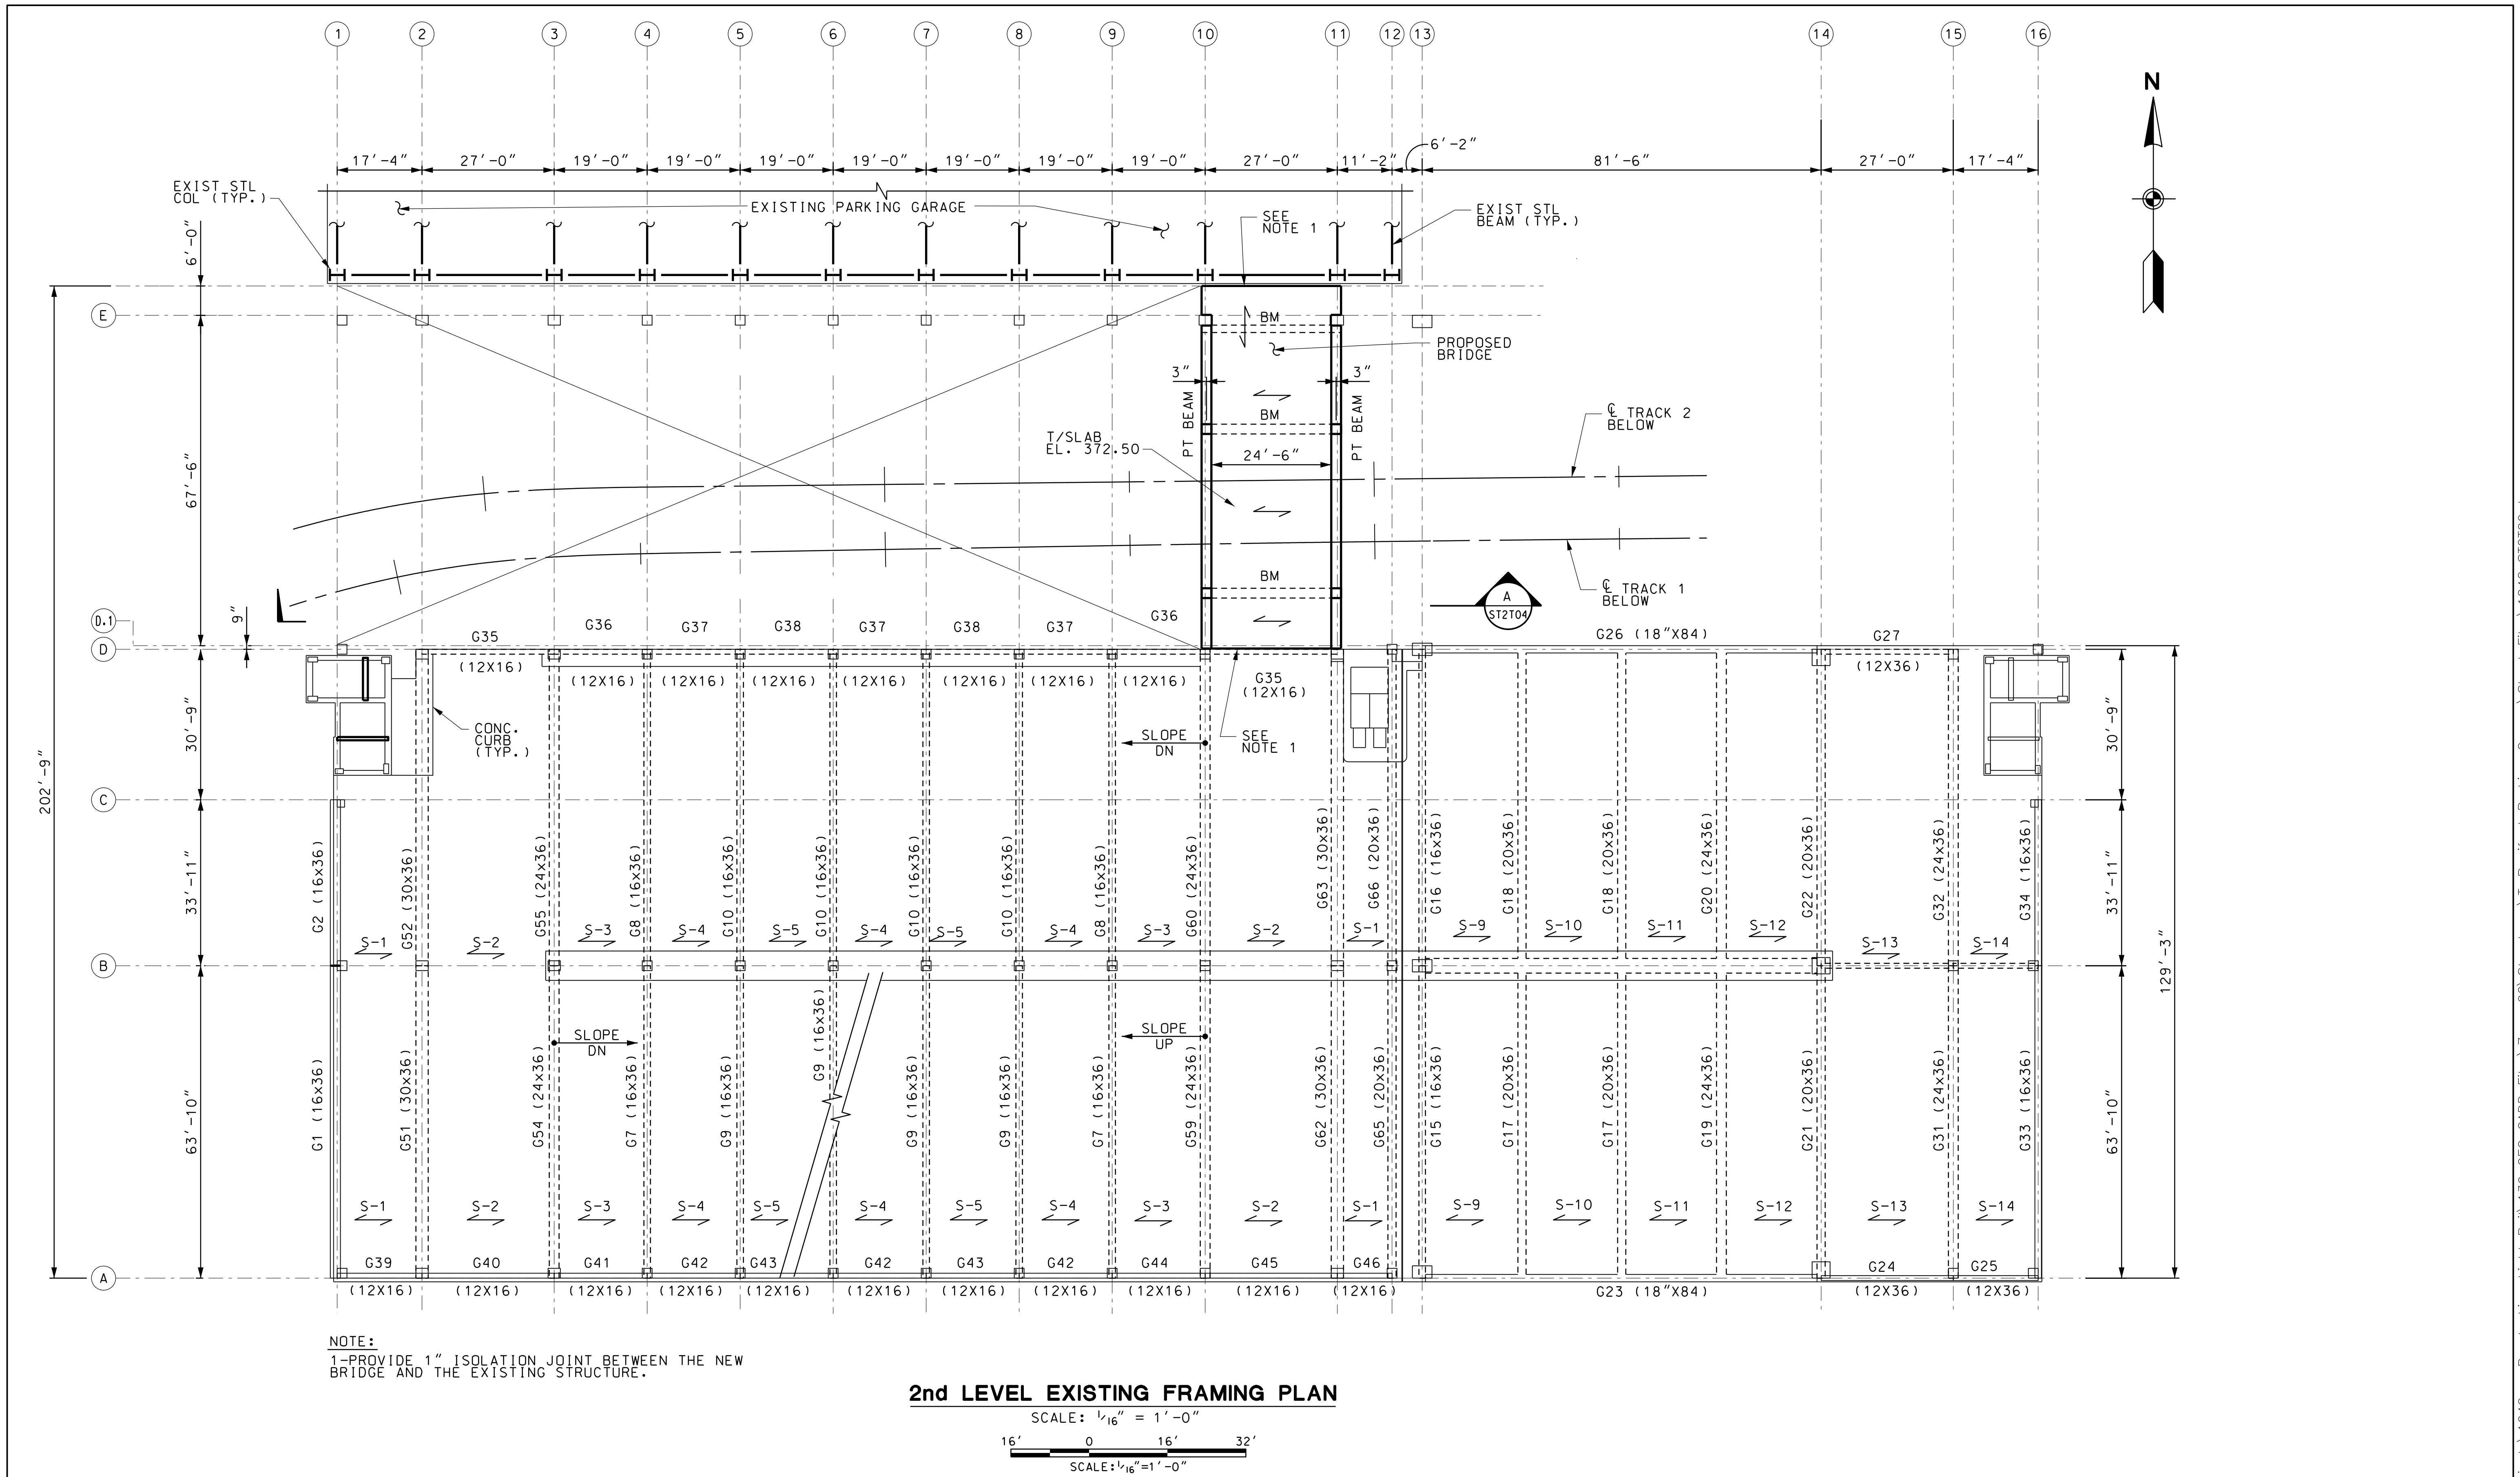 1 2 3 4 5 6 7 8 9 10 11 12 13 14 15 16
N
6'-2"
17'-4" 27'-0" 19'-0" 19'-0" 19'-0" 19'-0" 19'-0" 19'-0" 19'-0" 27'-0" 11'-2" 81'-6" 27'-0" 17'-4"
EXIST STL
COL (TYP.)
EXISTING PARKING GARAGE
SEE
NOTE 1
EXIST STL
BEAM (TYP.)
6'-0"
E
BM
PROPOSED
BRIDGE
3" 3"
PT BEAM
PT BEAM
BM
℄ TRACK 2
BELOW
T/SLAB
EL. 372.50
24'-6"
67'-6"
BM
℄ TRACK 1
BELOW
A
ST2T04
D.1
9"
D
G35 G36 G37 G38 G37 G38 G37 G36 G26 (18"X84) G27
(12X16) (12X16) (12X16) (12X16) (12X16) (12X16) (12X16) (12X16) G35 (12X36)
(12X16)
CONC.
CURB
(TYP.)
SLOPE
DN
SEE
NOTE 1
30'-9" 30'-9"
202'-9"
C
33'-11" 33'-11"
129'-3"
G2 (16x36) G52 (30x36) G55 (24x36) G8 (16x36) G10 (16x36) G10 (16x36) G10 (16x36) G10 (16x36) G8 (16x36) G60 (24x36) G63 (30x36) G66 (20x36) G16 (16x36) G18 (20x36) G18 (20x36) G20 (24x36) G22 (20x36) G32 (24x36) G34 (16x36)
S-1 S-2 S-3 S-4 S-5 S-4 S-5 S-4 S-3 S-2 S-1 S-9 S-10 S-11 S-12 S-13 S-14
B
SLOPE
DN
SLOPE
UP
63'-10" 63'-10"
G1 (16x36) G51 (30x36) G54 (24x36) G7 (16x36) G9 (16x36) G9 (16x36) G9 (16x36) G9 (16x36) G7 (16x36) G59 (24x36) G62 (30x36) G65 (20x36) G15 (16x36) G17 (20x36) G17 (20x36) G19 (24x36) G21 (20x36) G31 (24x36) G33 (16x36)
S-1 S-2 S-3 S-4 S-5 S-4 S-5 S-4 S-3 S-2 S-1 S-9 S-10 S-11 S-12 S-13 S-14
G39 G40 G41 G42 G43 G42 G43 G42 G44 G45 G46 G24 G25
A
(12X16) (12X16) (12X16) (12X16) (12X16) (12X16) (12X16) (12X16) (12X16) (12X16) (12X16) G23 (18"X84) (12X36) (12X36)
NOTE:
1-PROVIDE 1" ISOLATION JOINT BETWEEN THE NEW
BRIDGE AND THE EXISTING STRUCTURE.
2nd LEVEL EXISTING FRAMING PLAN
SCALE: 1/16" = 1'-0"
16' 0 16' 32'
SCALE:1/16"=1'-0"